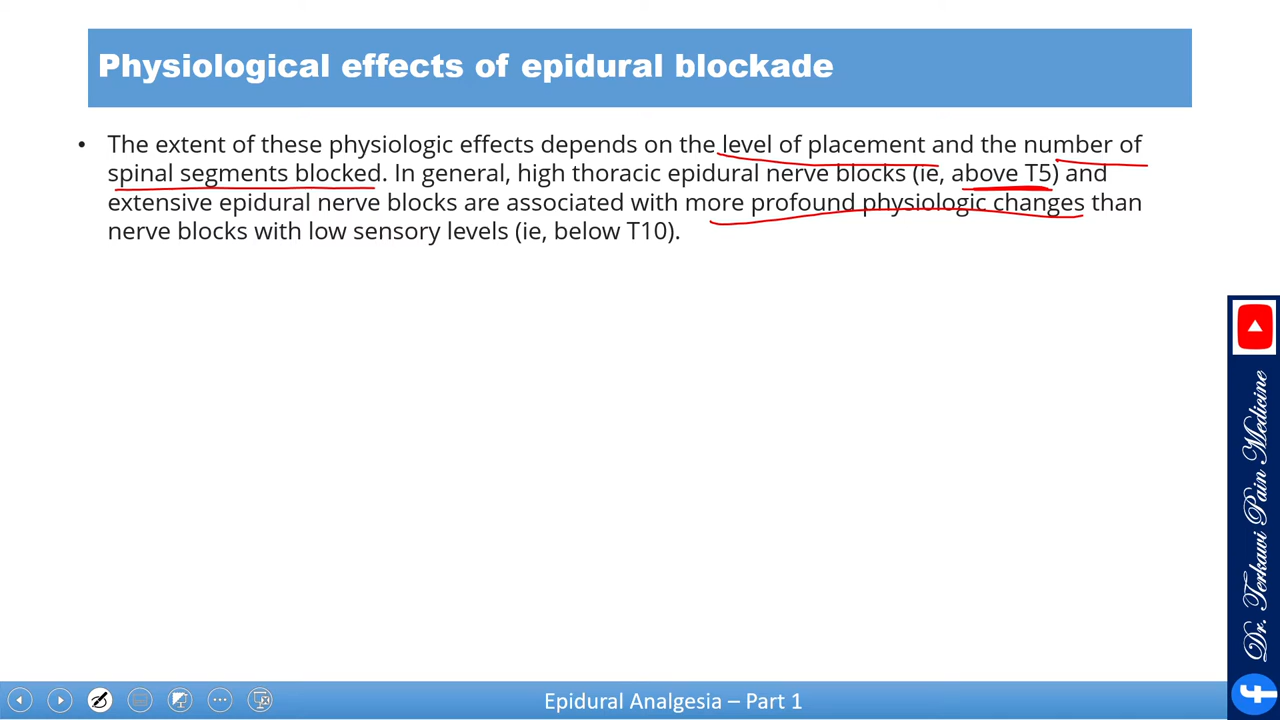 Physiological effects of epidural blockade
• The extent of these physiologic effects depends on the level of placement and the number of
spinal segments blocked. In general, high thoracic epidural nerve blocks (ie, above T5) and
extensive epidural nerve blocks are associated with more profound physiologic changes than
nerve blocks with low sensory levels (ie, below T10).
Dr. Terkawi Pain Medicine
Epidural Analgesia – Part 1